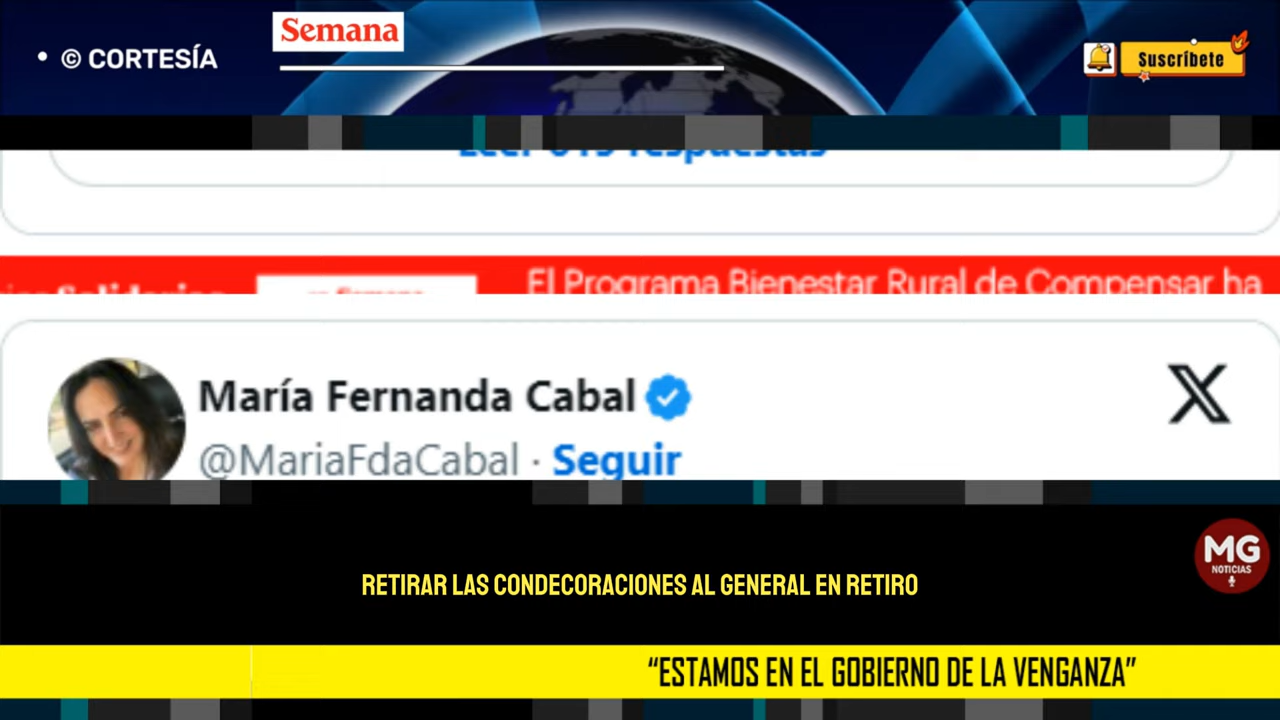 • © CORTESÍA
Semana
Suscríbete
respuestas
El Programa Bienestar Rural de Compensar ha
María Fernanda Cabal
@MariaFdaCabal · Seguir
RETIRAR LAS CONDECORACIONES AL GENERAL EN RETIRO
MG
NOTICIAS
“ESTAMOS EN EL GOBIERNO DE LA VENGANZA”